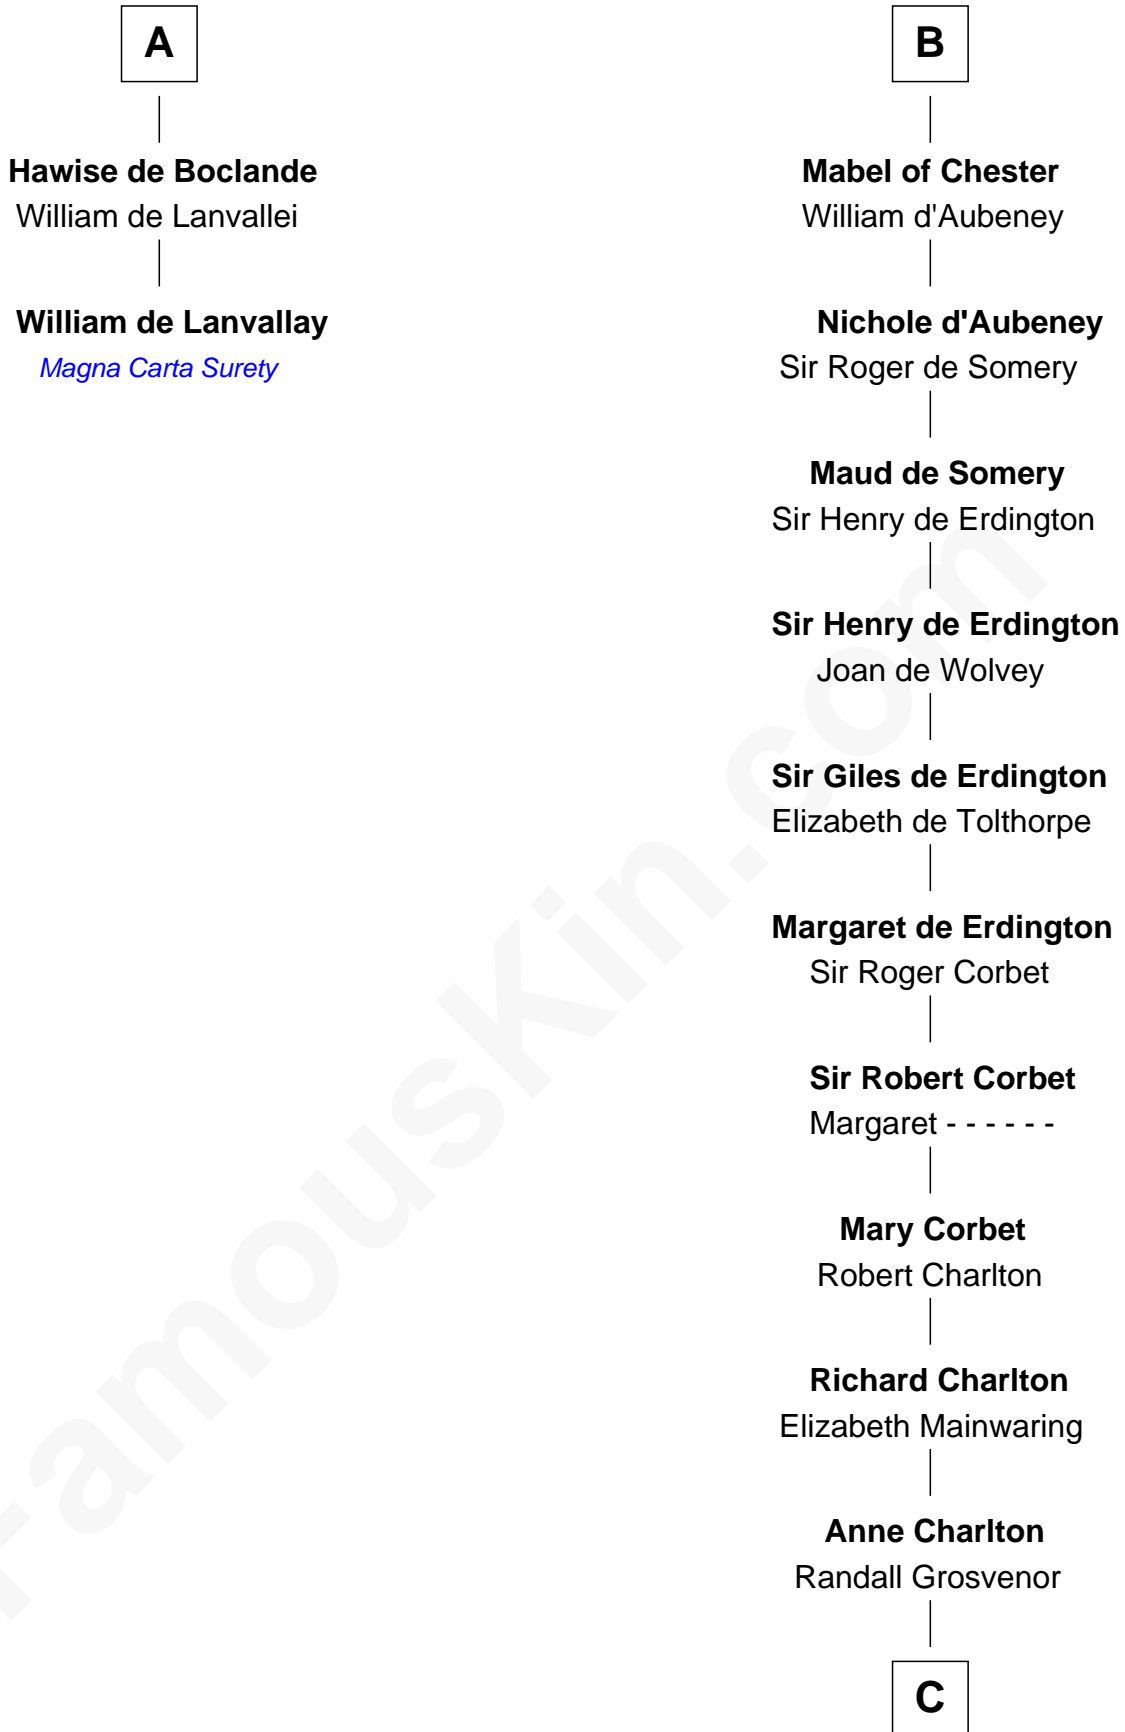 A
Hawise de Boclande
William de Lanvallei
William de Lanvallay
Magna Carta Surety
B
Mabel of Chester
William d'Aubeney
Nichole d'Aubeney
Sir Roger de Somery
Maud de Somery
Sir Henry de Erdington
Sir Henry de Erdington
Joan de Wolvey
Sir Giles de Erdington
Elizabeth de Tolthorpe
Margaret de Erdington
Sir Roger Corbet
Sir Robert Corbet
Margaret - - - - - -
Mary Corbet
Robert Charlton
Richard Charlton
Elizabeth Mainwaring
Anne Charlton
Randall Grosvenor
C
FamousKin.com